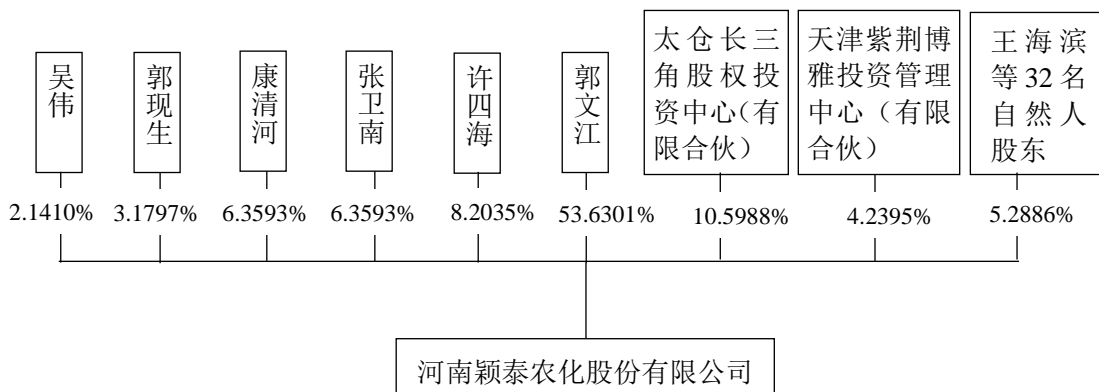 吴伟
郭现生
康清河
张卫南
许四海
郭文江
太仓长三
角股权投
资中心（有
限合伙）
天津紫荆博
雅投资管理
中心（有限
合伙）
王海滨
等32名
自然人
股东
2.1410%
3.1797%
6.3593%
6.3593%
8.2035%
53.6301%
10.5988%
4.2395%
5.2886%
河南颖泰农化股份有限公司